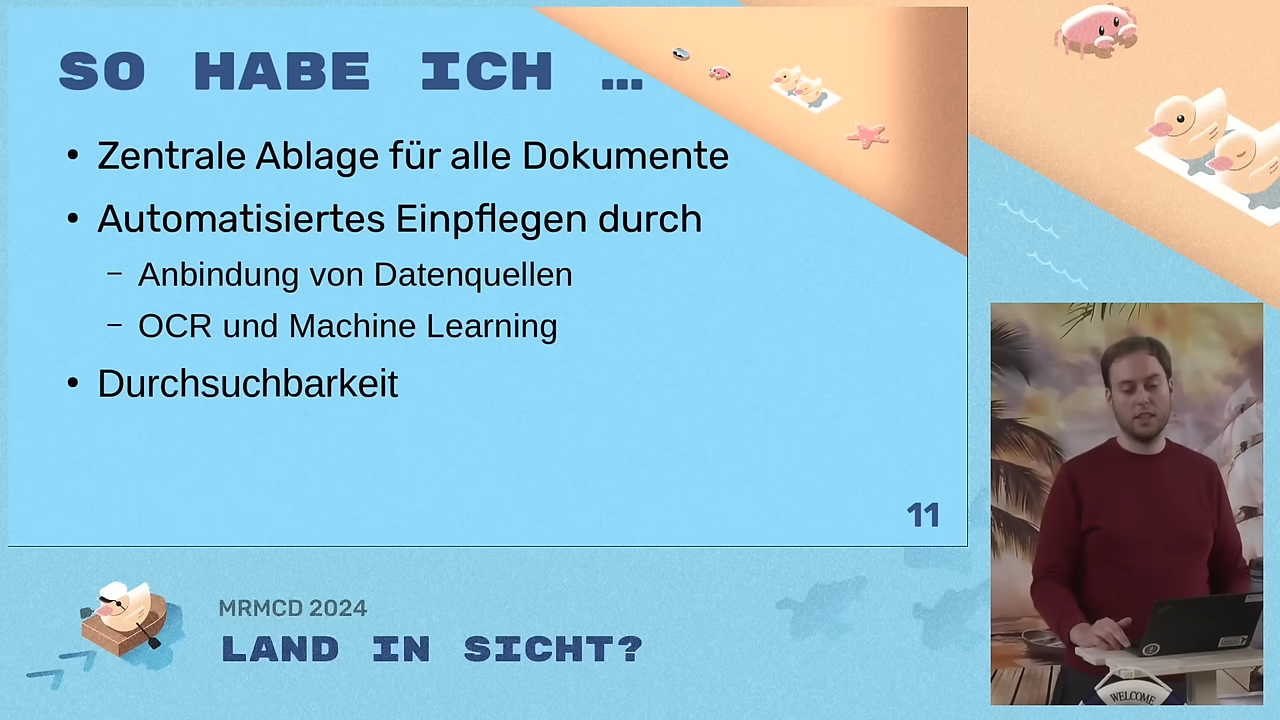 SO HABE ICH …
• Zentrale Ablage für alle Dokumente
• Automatisiertes Einpflegen durch
– Anbindung von Datenquellen
– OCR und Machine Learning
• Durchsuchbarkeit
11
MRMCD 2024
LAND IN SICHT?
WELCOME